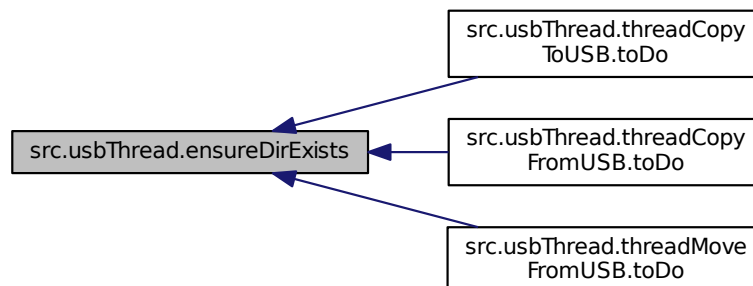 src.usbThread.threadCopy
ToUSB.toDo
src.usbThread.ensureDirExists
src.usbThread.threadCopy
FromUSB.toDo
src.usbThread.threadMove
FromUSB.toDo